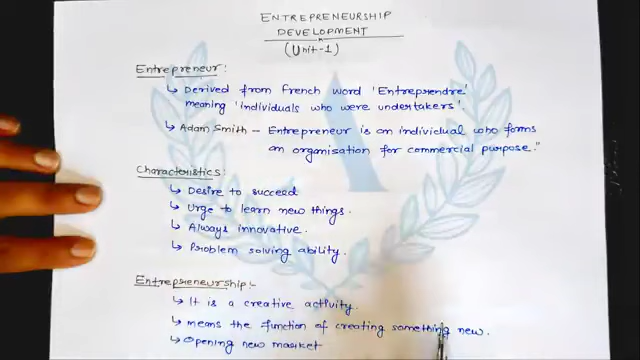 ENTREPRENEURSHIP
DEVELOPMENT
(Unit-1)
Entrepreneur:
↳ Derived from French word 'Entreprendre'
meaning 'individuals who were undertakers'.
↳ Adam Smith - Entrepreneur is an individual who forms
an organisation for commercial purpose."
Characteristics:
↳ Desire to succeed
↳ Urge to learn new things.
↳ Always innovative.
↳ Problem solving ability.
Entrepreneurship:-
↳ It is a creative activity.
↳ means the function of creating something new.
↳ Opening new market